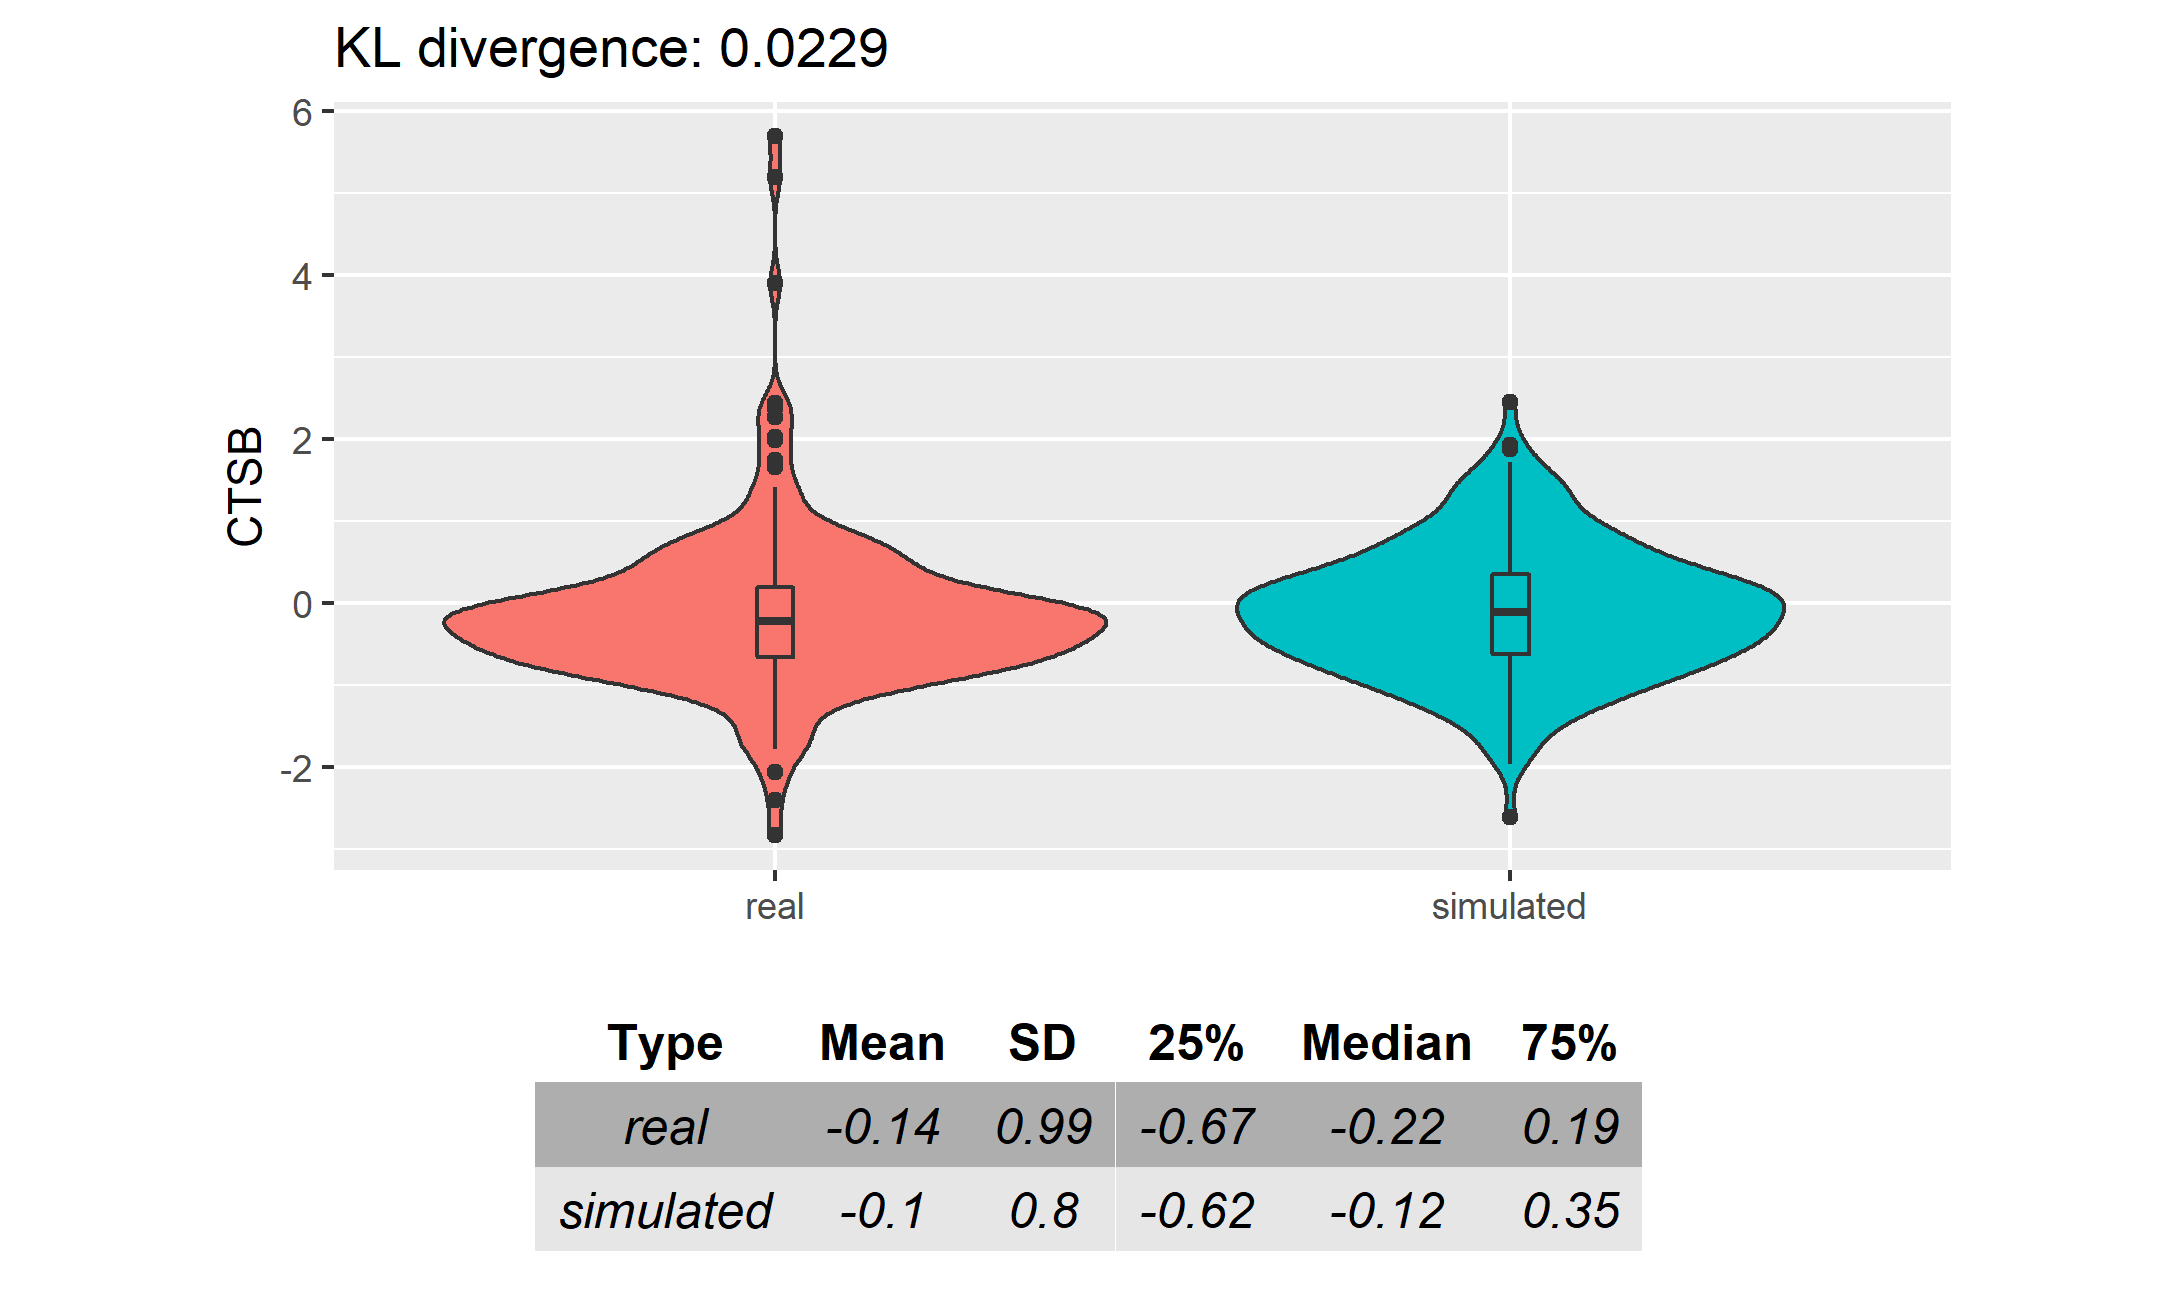 KL divergence: 0.0229
6
4
2
0
-2
CTSB
real simulated
Type Mean SD 25% Median 75%
real -0.14 0.99 -0.67 -0.22 0.19
simulated -0.1 0.8 -0.62 -0.12 0.35